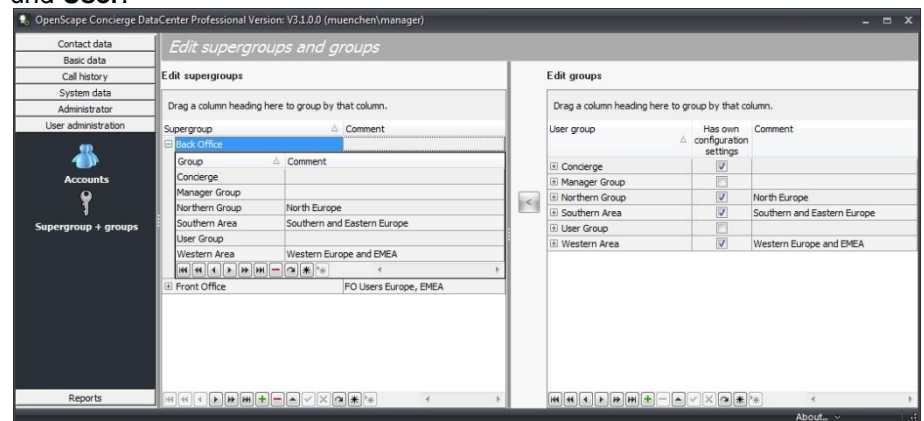 and User.
OpenScape Concierge DataCenter Professional Version: V3.1.0.0 (muenchen\manager)
Contact data
Basic data
Call history
System data
Administrator
User administration
Accounts
Supergroup + groups
Reports
Edit supergroups and groups
Edit supergroups
Drag a column heading here to group by that column.
Supergroup Comment
Back Office
Group Comment
Concierge
Manager Group
Northern Group North Europe
Southern Area Southern and Eastern Europe
User Group
Western Area Western Europe and EMEA
Front Office FO Users Europe, EMEA
Edit groups
Drag a column heading here to group by that column.
User group Has own configuration settings Comment
Concierge
Manager Group
Northern Group North Europe
Southern Area Southern and Eastern Europe
User Group
Western Area Western Europe and EMEA
About...